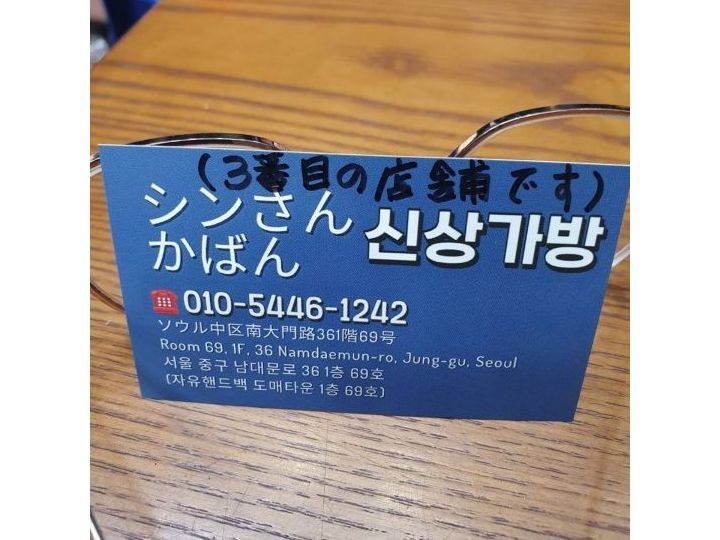 (3番目の店舗です)
シンさん
かばん
신상가방
010-5446-1242
ソウル中区南大門路361階69号
Room 69, 1F, 36 Namdaemun-ro, Jung-gu, Seoul
서울 중구 남대문로 36 1층 69호
(자유핸드백 도매타운 1층 69호)